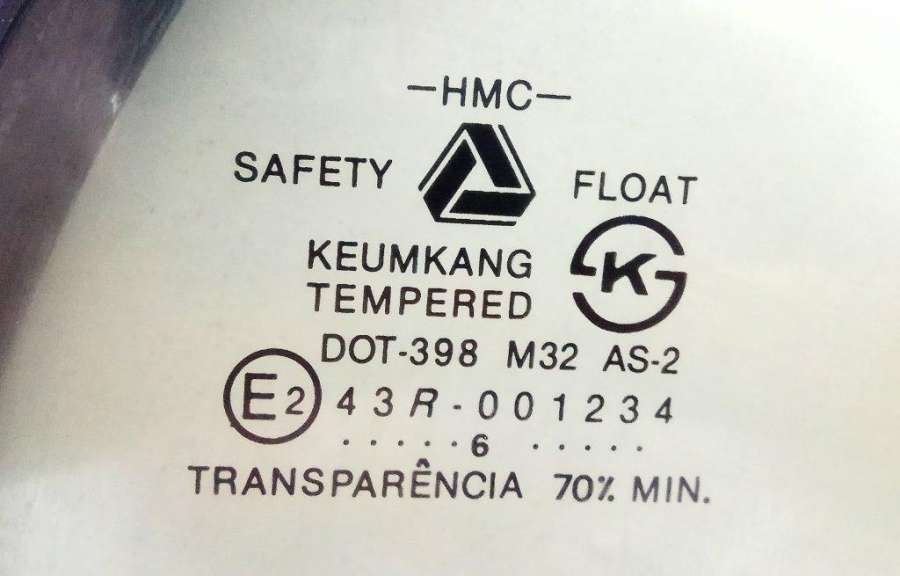 —HMC—
SAFETY FLOAT
KEUMKANG K
TEMPERED
DOT-398 M32 AS-2
E2 43R-001234
.....6.....
TRANSPARÊNCIA 70% MIN.